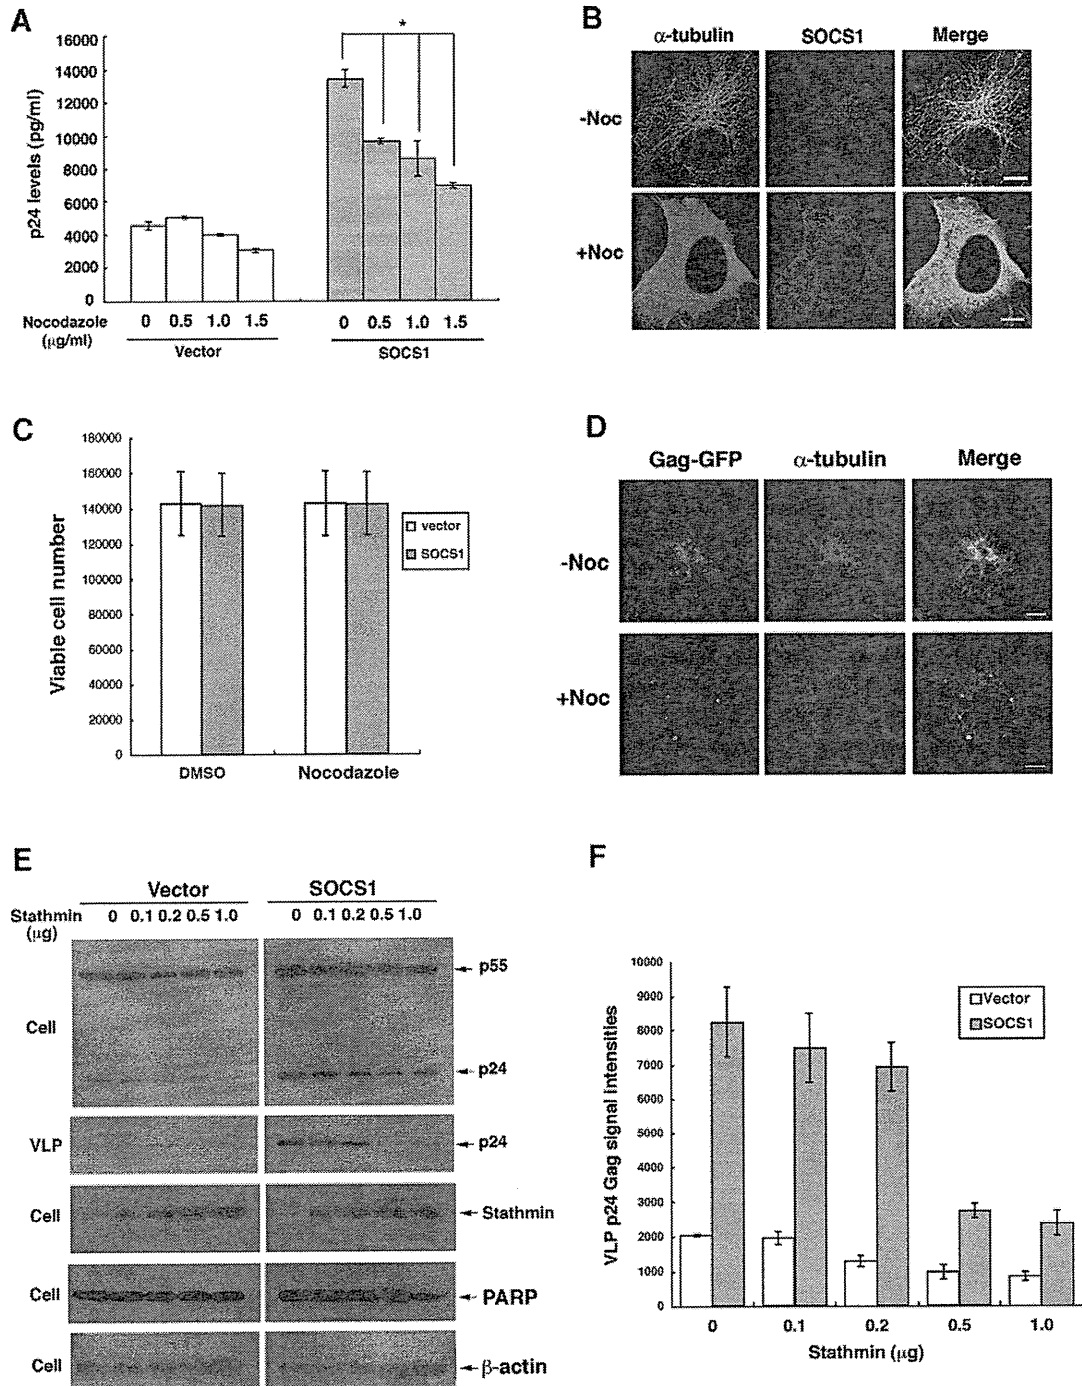 A
p24 levels (pg/ml)
16000
14000
12000
10000
8000
6000
4000
2000
0
*
Nocodazole
(μg/ml)
0 0.5 1.0 1.5 0 0.5 1.0 1.5
Vector SOCS1
B
α-tubulin SOCS1 Merge
-Noc
+Noc
C
Viable cell number
180000
160000
140000
120000
100000
80000
60000
40000
20000
0
vector
SOCS1
DMSO Nocodazole
D
Gag-GFP α-tubulin Merge
-Noc
+Noc
E
Vector SOCS1
Stathmin
(μg)
0 0.1 0.2 0.5 1.0 0 0.1 0.2 0.5 1.0
Cell p55
p24
VLP p24
Cell Stathmin
Cell PARP
Cell β-actin
F
VLP p24 Gag signal intensities
10000
9000
8000
7000
6000
5000
4000
3000
2000
1000
0
Vector
SOCS1
0 0.1 0.2 0.5 1.0
Stathmin (μg)